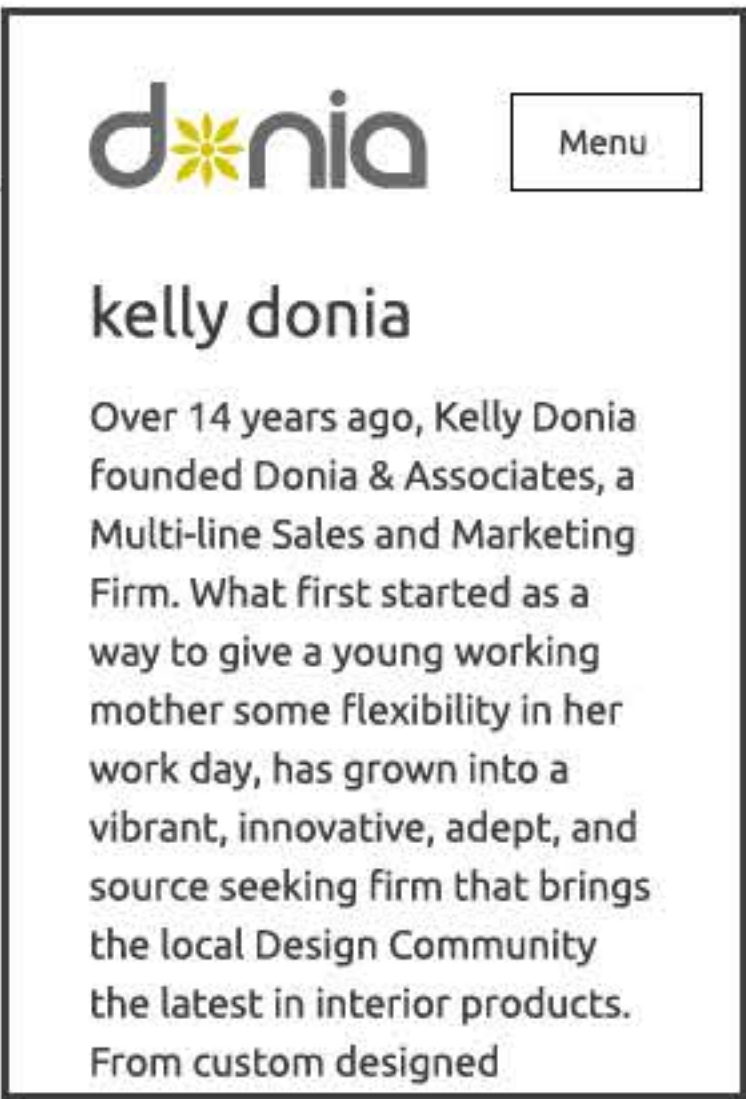 donia
Menu
kelly donia
Over 14 years ago, Kelly Donia
founded Donia & Associates, a
Multi-line Sales and Marketing
Firm. What first started as a
way to give a young working
mother some flexibility in her
work day, has grown into a
vibrant, innovative, adept, and
source seeking firm that brings
the local Design Community
the latest in interior products.
From custom designed